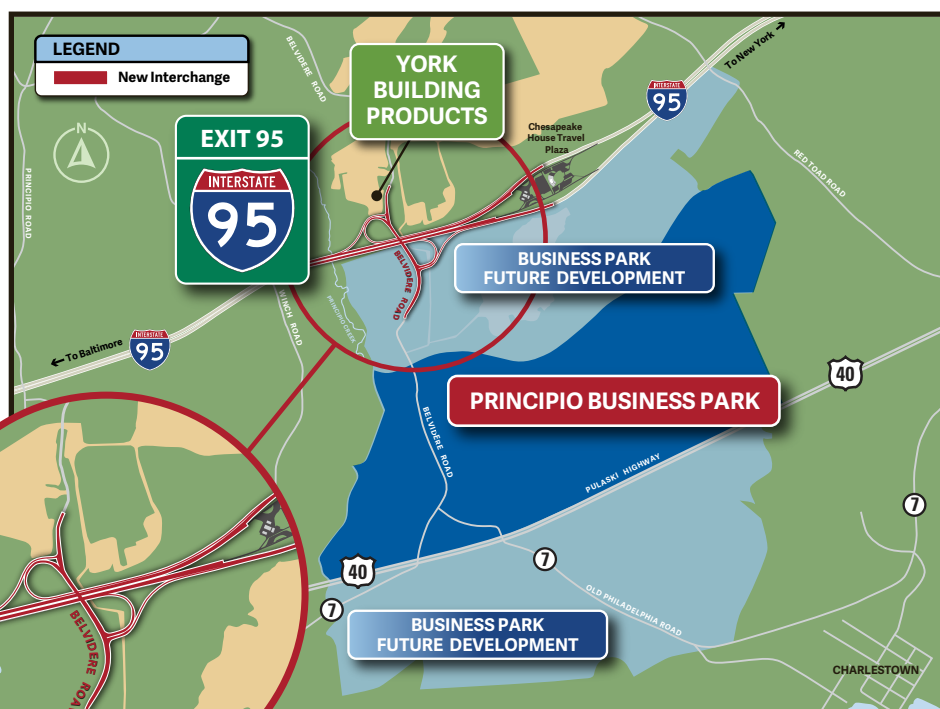 LEGEND
New Interchange
N
PRINCIPIO ROAD
BELVIDERE ROAD
YORK
BUILDING
PRODUCTS
EXIT 95
INTERSTATE
95
Chesapeake
House Travel
Plaza
To New York
INTERSTATE
95
RED TOAD ROAD
BUSINESS PARK
FUTURE DEVELOPMENT
BELVIDERE ROAD
PRINCIPIO CREEK
WINCH ROAD
To Baltimore
INTERSTATE
95
40
PRINCIPIO BUSINESS PARK
BELVIDERE ROAD
PULASKI HIGHWAY
7
7
40
7
OLD PHILADELPHIA ROAD
BUSINESS PARK
FUTURE DEVELOPMENT
CHARLESTOWN
BELVIDERE ROA